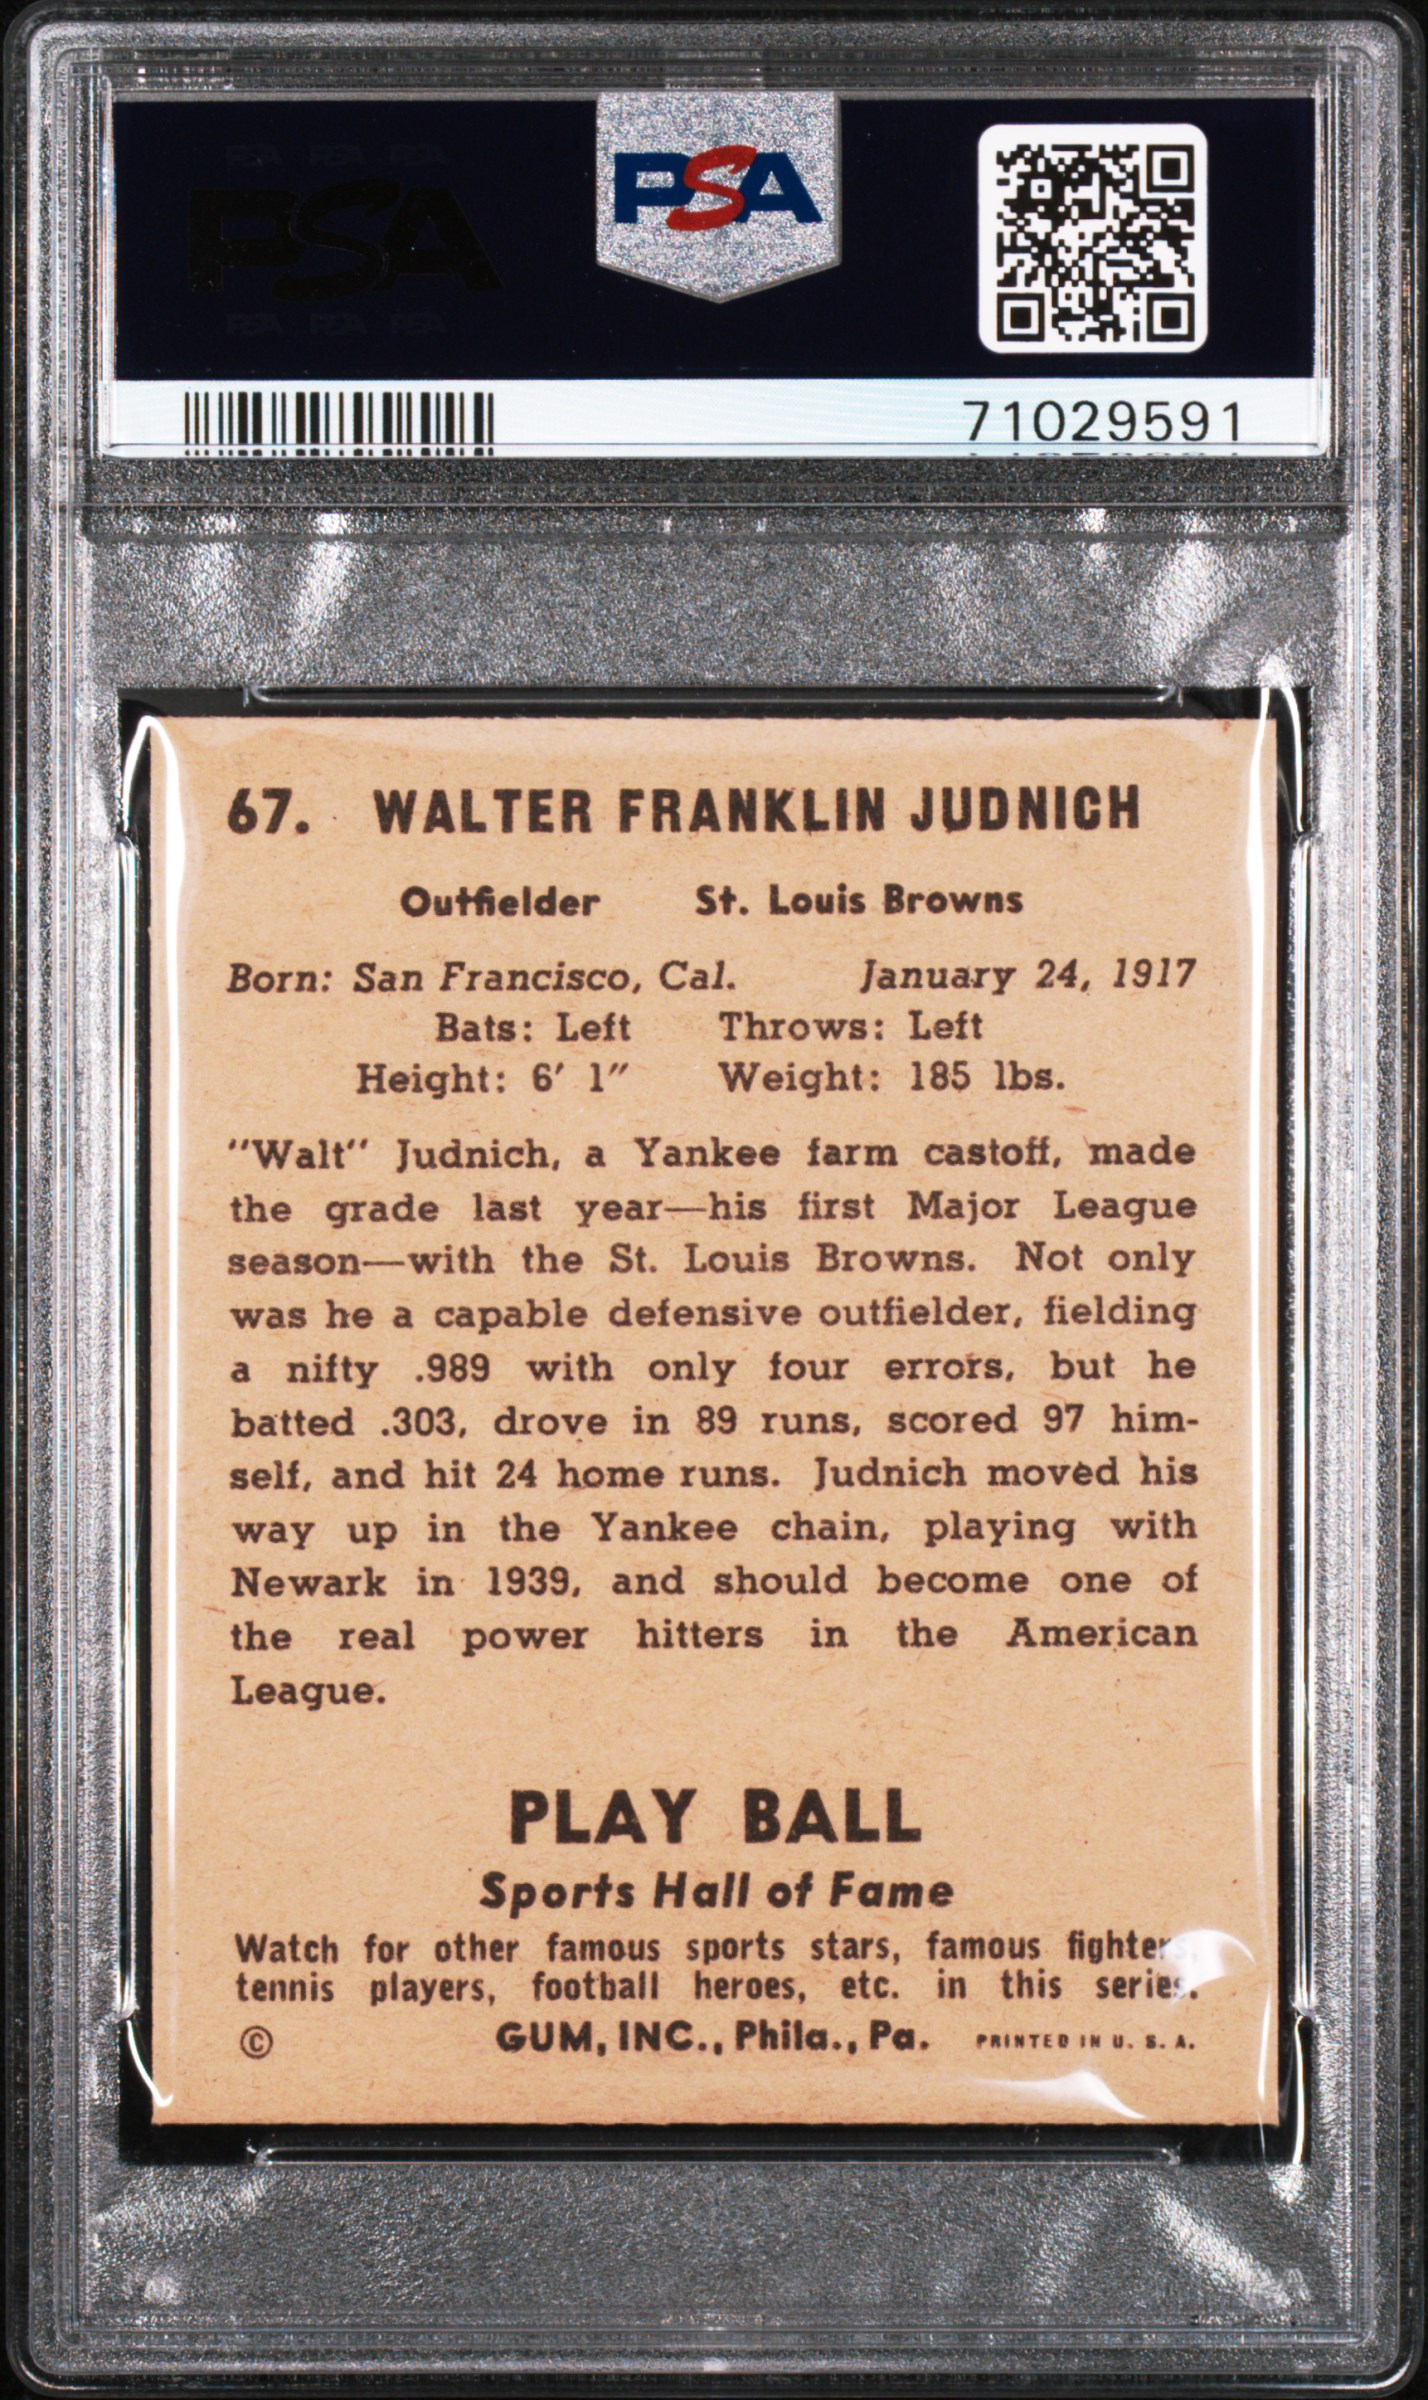 PSA PSA PSA
PSA
PSA PSA PSA
PSA
71029591
67. WALTER FRANKLIN JUDNICH
Outfielder St. Louis Browns
Born: San Francisco, Cal. January 24, 1917
Bats: Left Throws: Left
Height: 6′ 1″ Weight: 185 lbs.
"Walt" Judnich, a Yankee farm castoff, made
the grade last year—his first Major League
season—with the St. Louis Browns. Not only
was he a capable defensive outfielder, fielding
a nifty .989 with only four errors, but he
batted .303, drove in 89 runs, scored 97 him-
self, and hit 24 home runs. Judnich moved his
way up in the Yankee chain, playing with
Newark in 1939, and should become one of
the real power hitters in the American
League.
PLAY BALL
Sports Hall of Fame
Watch for other famous sports stars, famous fighters,
tennis players, football heroes, etc. in this series.
© GUM, INC., Phila., Pa. PRINTED IN U. S. A.